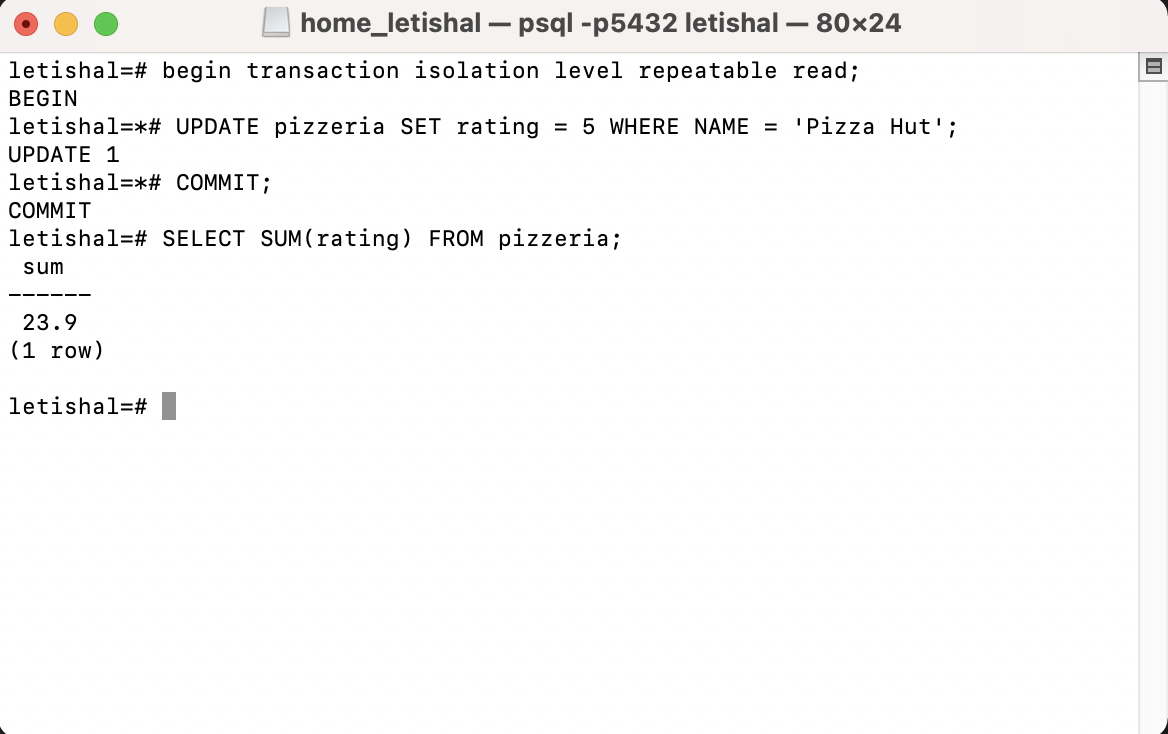 home_letishal — psql -p5432 letishal — 80×24
letishal=# begin transaction isolation level repeatable read;
BEGIN
letishal=*# UPDATE pizzeria SET rating = 5 WHERE NAME = 'Pizza Hut';
UPDATE 1
letishal=*# COMMIT;
COMMIT
letishal=# SELECT SUM(rating) FROM pizzeria;
 sum
------
 23.9
(1 row)

letishal=#